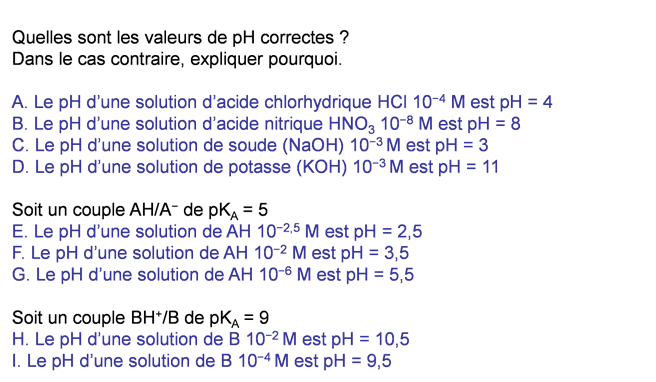 Quelles sont les valeurs de pH correctes ?
Dans le cas contraire, expliquer pourquoi.
A. Le pH d'une solution d'acide chlorhydrique HCl 10⁻⁴ M est pH = 4
B. Le pH d'une solution d'acide nitrique HNO₃ 10⁻⁸ M est pH = 8
C. Le pH d'une solution de soude (NaOH) 10⁻³ M est pH = 3
D. Le pH d'une solution de potasse (KOH) 10⁻³ M est pH = 11
Soit un couple AH/A⁻ de pKA = 5
E. Le pH d'une solution de AH 10⁻²,⁵ M est pH = 2,5
F. Le pH d'une solution de AH 10⁻² M est pH = 3,5
G. Le pH d'une solution de AH 10⁻⁶ M est pH = 5,5
Soit un couple BH⁺/B de pKA = 9
H. Le pH d'une solution de B 10⁻² M est pH = 10,5
I. Le pH d'une solution de B 10⁻⁴ M est pH = 9,5